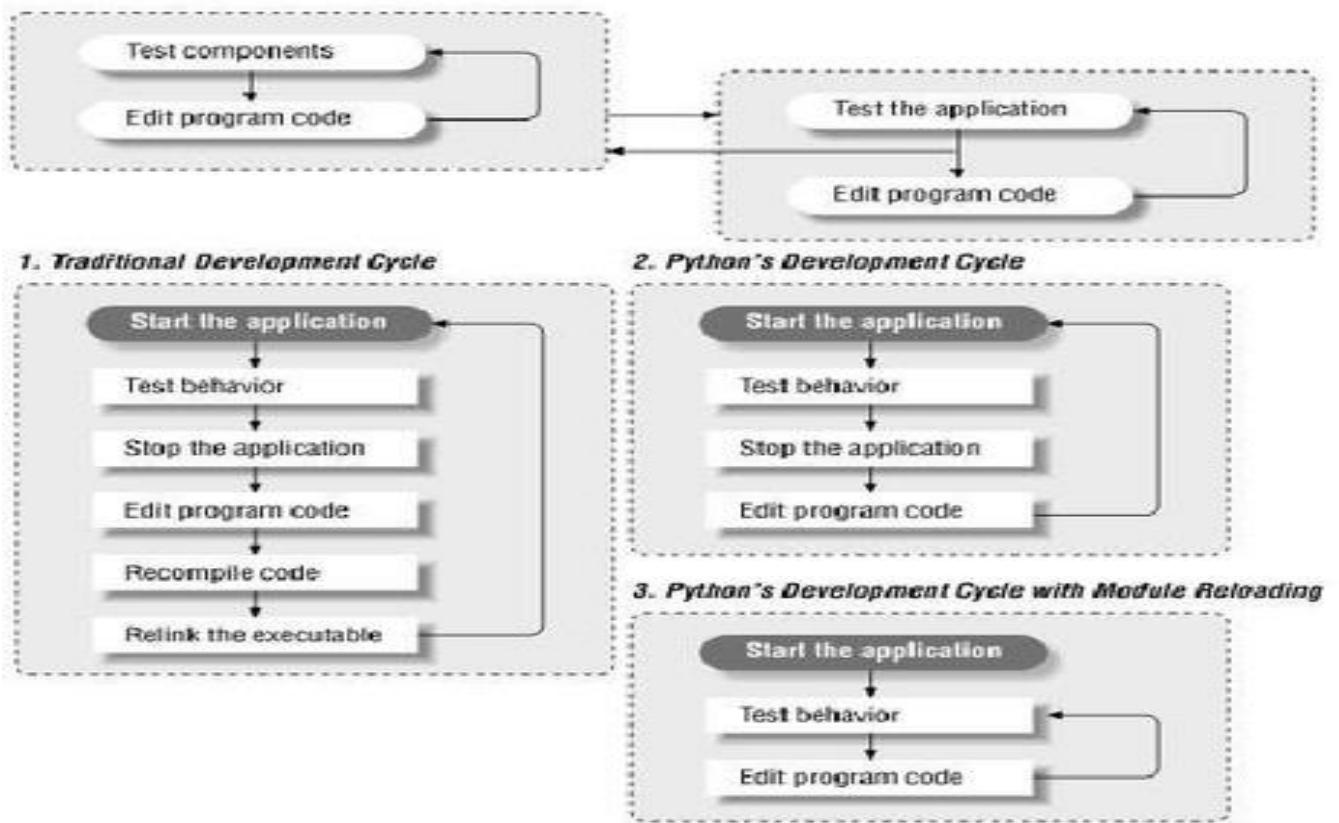 Test components
Edit program code
Test the application
Edit program code
1. Traditional Development Cycle
Start the application
Test behavior
Stop the application
Edit program code
Recompile code
Relink the executable
2. Python's Development Cycle
Start the application
Test behavior
Stop the application
Edit program code
3. Python's Development Cycle with Module Reloading
Start the application
Test behavior
Edit program code